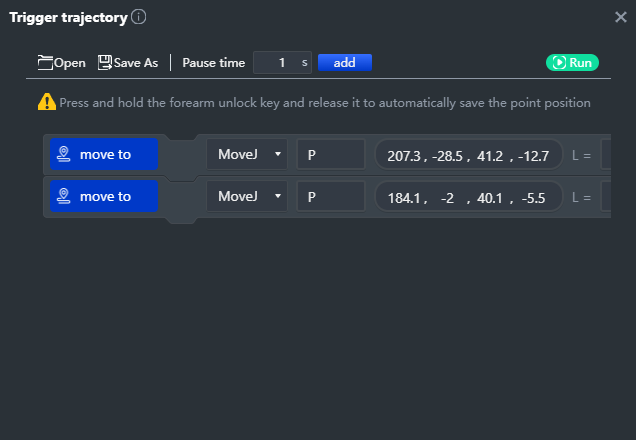 Trigger trajectory
Open Save As Pause time 1 s add Run
Press and hold the forearm unlock key and release it to automatically save the point position
move to MoveJ P 207.3 , -28.5 , 41.2 , -12.7 L =
move to MoveJ P 184.1 , -2 , 40.1 , -5.5 L =